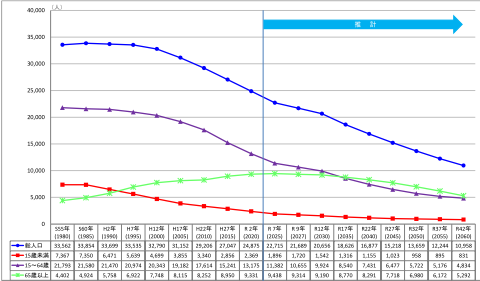 (人)
40,000
35,000
30,000
25,000
20,000
15,000
10,000
5,000
0
推 計
S55年 S60年 H2年 H7年 H12年 H17年 H22年 H27年 R2年 R7年 R9年 R12年 R17年 R22年 R27年 R32年 R37年 R42年
(1980) (1985) (1990) (1995) (2000) (2005) (2010) (2015) (2020) (2025) (2027) (2030) (2035) (2040) (2045) (2050) (2055) (2060)
総人口 33,562 33,854 33,699 33,535 32,790 31,152 29,206 27,047 24,875 22,715 21,689 20,656 18,626 16,877 15,218 13,659 12,244 10,958
15歳未満 7,367 7,350 6,471 5,639 4,699 3,855 3,340 2,856 2,369 1,896 1,720 1,542 1,316 1,155 1,023 958 895 831
15～64歳 21,793 21,580 21,470 20,974 20,343 19,182 17,614 15,241 13,175 11,382 10,655 9,924 8,540 7,431 6,477 5,722 5,176 4,834
65歳以上 4,402 4,924 5,758 6,922 7,748 8,115 8,252 8,950 9,331 9,438 9,314 9,190 8,770 8,291 7,718 6,980 6,172 5,292